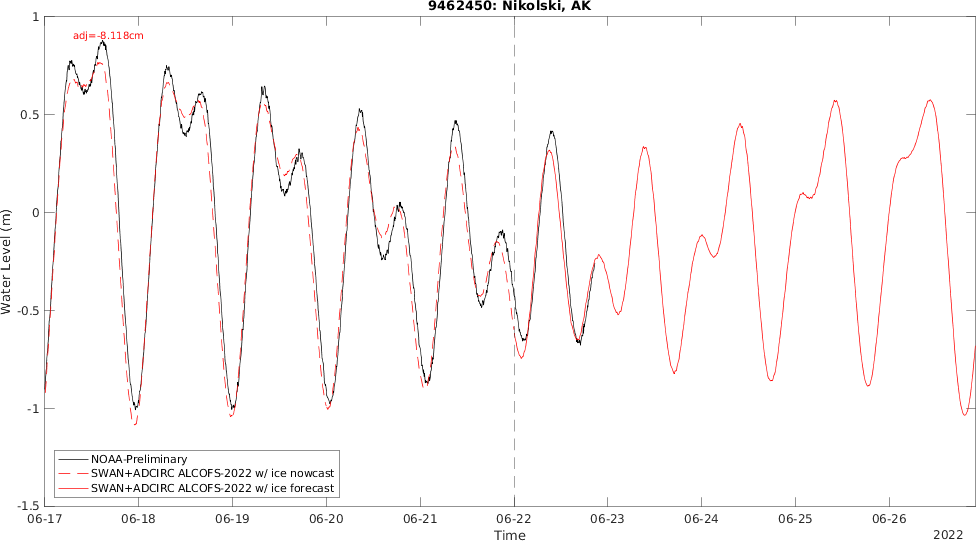 9462450: Nikolski, AK
adj=-8.118cm
1
0.5
0
-0.5
-1
-1.5
Water Level (m)
NOAA-Preliminary
SWAN+ADCIRC ALCOFS-2022 w/ ice nowcast
SWAN+ADCIRC ALCOFS-2022 w/ ice forecast
06-17 06-18 06-19 06-20 06-21 06-22 06-23 06-24 06-25 06-26
Time
2022